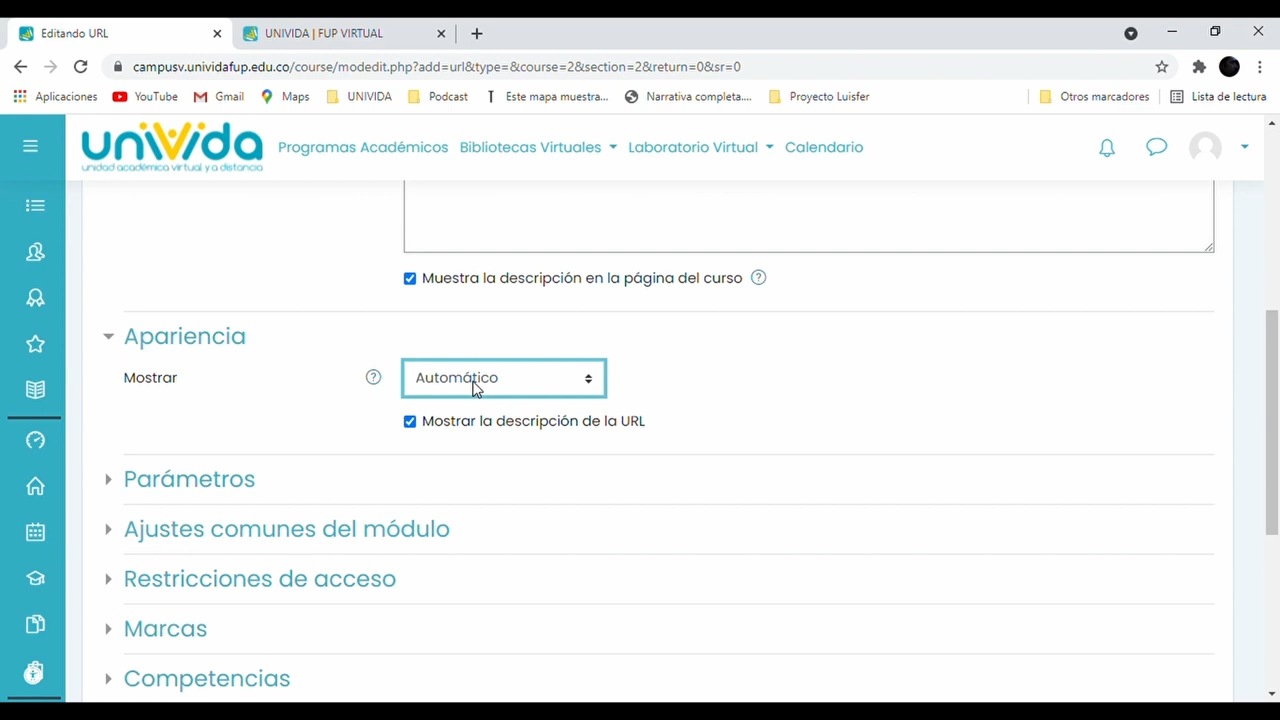 Editando URL
UNIVIDA | FUP VIRTUAL
campusv.unividafup.edu.co/course/modedit.php?add=url&type=&course=2&section=2&return=0&sr=0
Aplicaciones YouTube Gmail Maps UNIVIDA Podcast Este mapa muestra... Narrativa completa.... Proyecto Luisfer Otros marcadores Lista de lectura
univida
unidad académica virtual y a distancia
Programas Académicos Bibliotecas Virtuales Laboratorio Virtual Calendario
Muestra la descripción en la página del curso
Apariencia
Mostrar Automático
Mostrar la descripción de la URL
Parámetros
Ajustes comunes del módulo
Restricciones de acceso
Marcas
Competencias